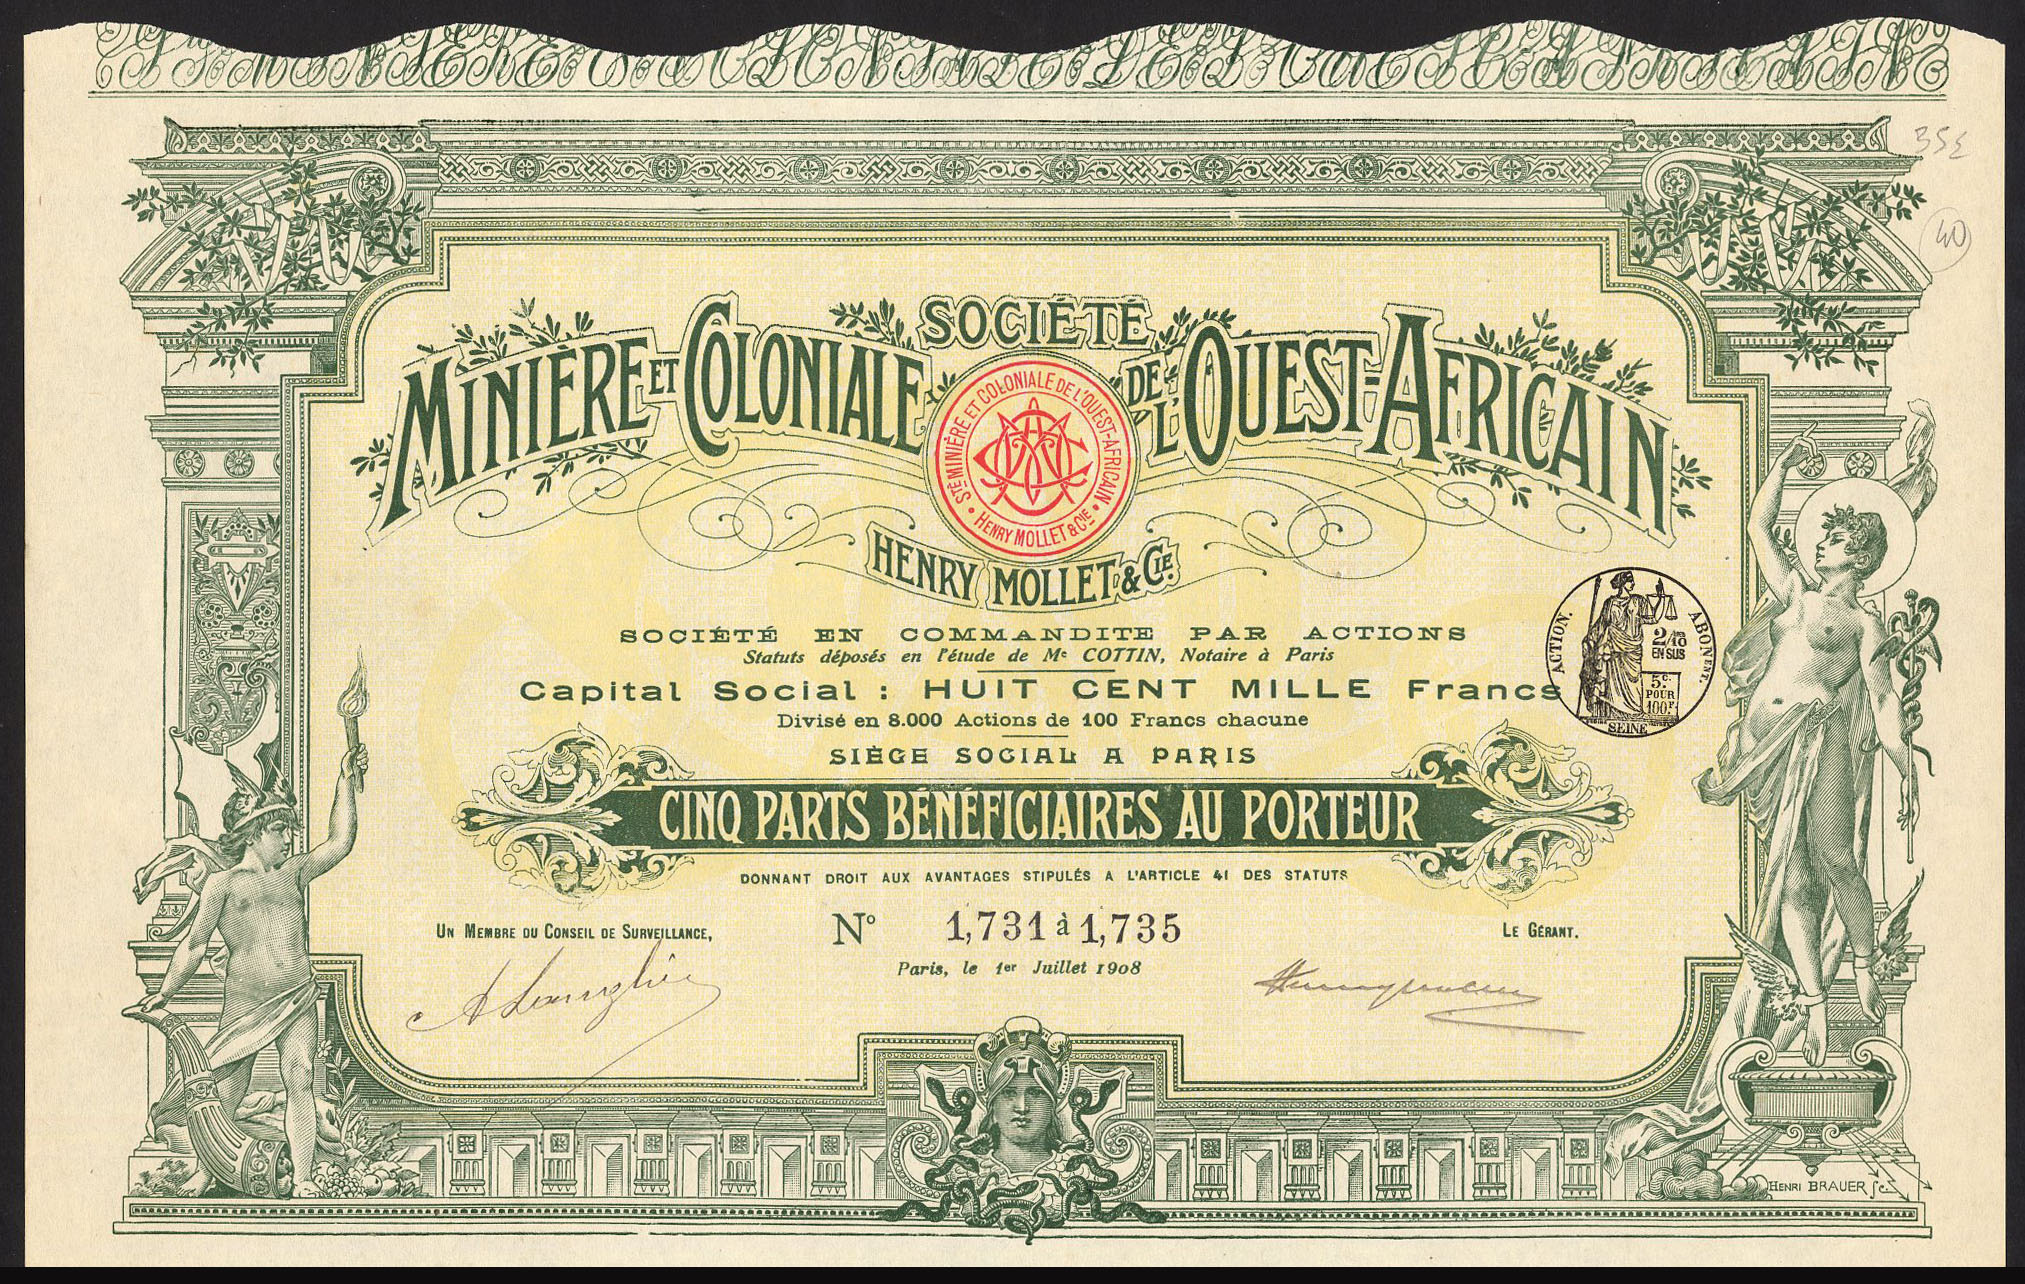 SOCIÉTÉ
MINIÈRE ET COLONIALE DE L'OUEST-AFRICAIN
STÉ MINIÈRE ET COLONIALE DE L'OUEST-AFRICAIN
• HENRY MOLLET & CIE •
HENRY MOLLET & CIE.
SOCIÉTÉ EN COMMANDITE PAR ACTIONS
Statuts déposés en l'étude de Me COTTIN, Notaire à Paris
Capital Social : HUIT CENT MILLE Francs
Divisé en 8.000 Actions de 100 Francs chacune
SIÈGE SOCIAL A PARIS
ACTION. ABONEMT.
2/10 EN SUS
5c. POUR 100F
SEINE
CINQ PARTS BÉNÉFICIAIRES AU PORTEUR
DONNANT DROIT AUX AVANTAGES STIPULÉS A L'ARTICLE 41 DES STATUTS
UN MEMBRE DU CONSEIL DE SURVEILLANCE,
No 1,731 à 1,735
LE GÉRANT.
Paris, le 1er Juillet 1908
HENRI BRAUER Sc.
35£
40